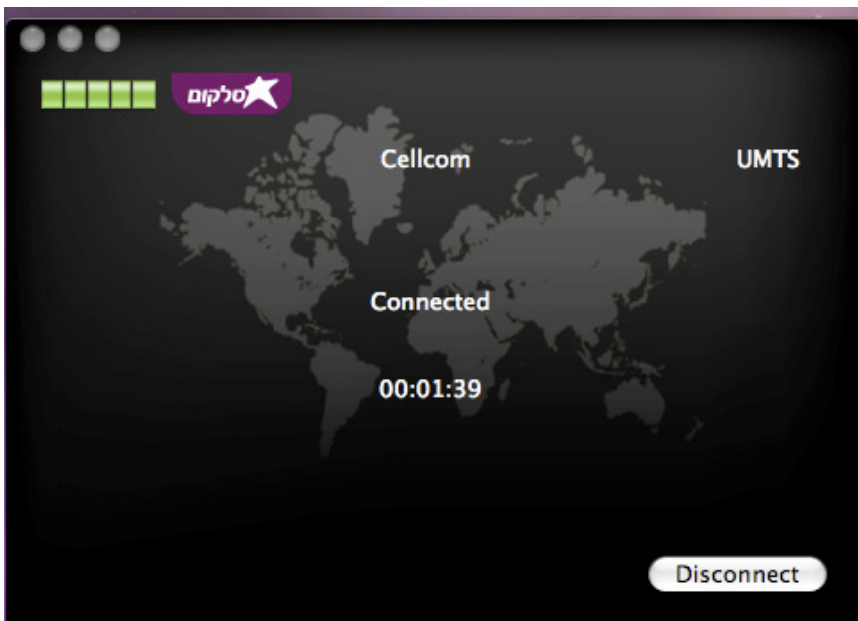 סלקום
Cellcom
UMTS
Connected
00:01:39
Disconnect